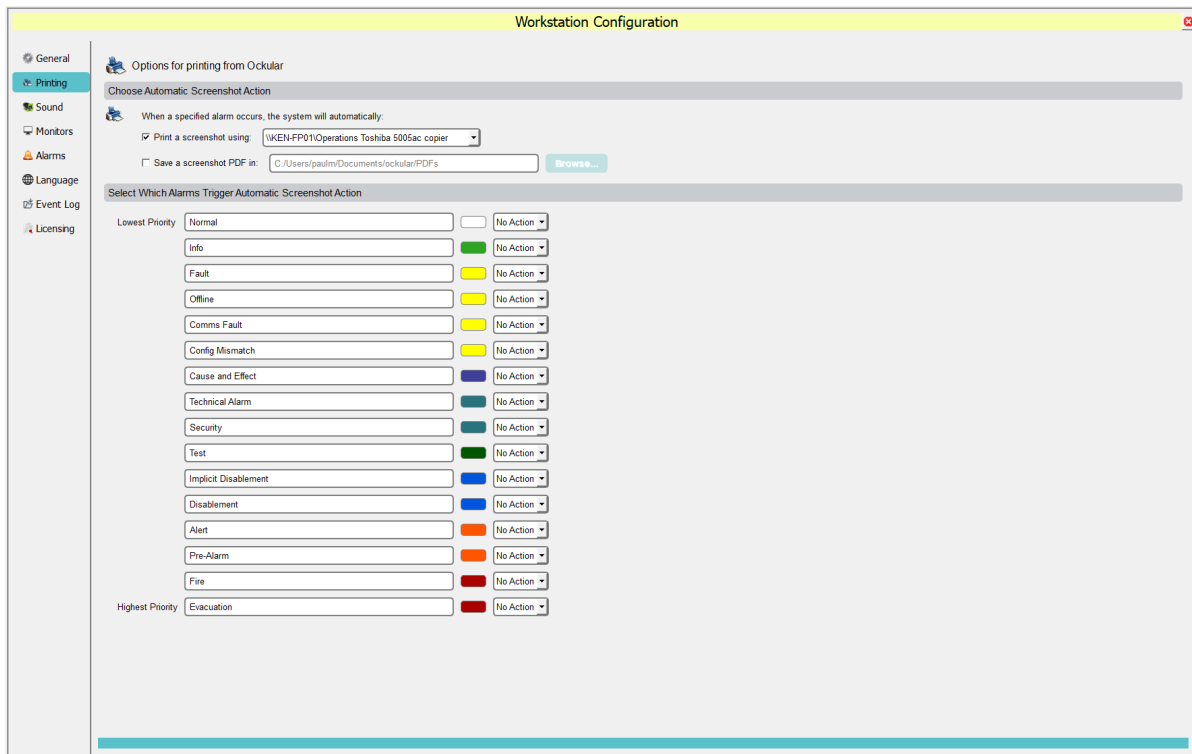 Workstation Configuration
General
Printing
Sound
Monitors
Alarms
Language
Event Log
Licensing
Options for printing from Ockular
Choose Automatic Screenshot Action
When a specified alarm occurs, the system will automatically:
Print a screenshot using: \\KEN-FP01\Operations Toshiba 5005ac copier
Save a screenshot PDF in: C:/Users/paulm/Documents/ockular/PDFs Browse...
Select Which Alarms Trigger Automatic Screenshot Action
Lowest Priority Normal No Action
Info No Action
Fault No Action
Offline No Action
Comms Fault No Action
Config Mismatch No Action
Cause and Effect No Action
Technical Alarm No Action
Security No Action
Test No Action
Implicit Disablement No Action
Disablement No Action
Alert No Action
Pre-Alarm No Action
Fire No Action
Highest Priority Evacuation No Action